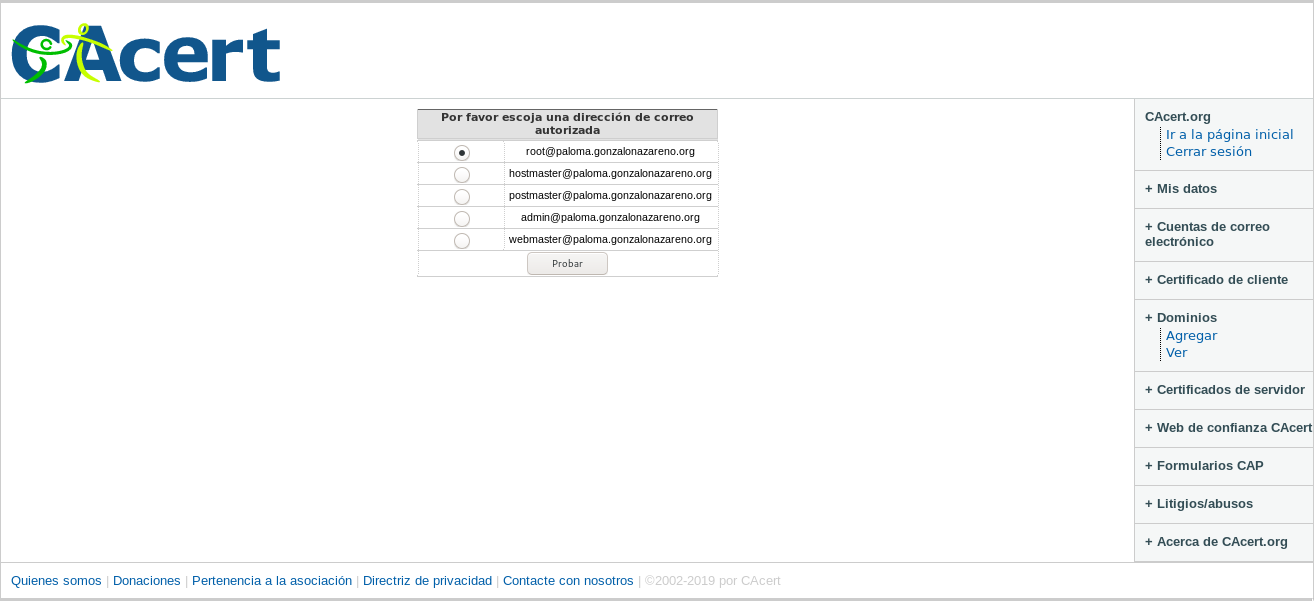 CAcert
Por favor escoja una dirección de correo
autorizada
root@paloma.gonzalonazareno.org
hostmaster@paloma.gonzalonazareno.org
postmaster@paloma.gonzalonazareno.org
admin@paloma.gonzalonazareno.org
webmaster@paloma.gonzalonazareno.org
Probar
CAcert.org
Ir a la página inicial
Cerrar sesión
+ Mis datos
+ Cuentas de correo
electrónico
+ Certificado de cliente
+ Dominios
Agregar
Ver
+ Certificados de servidor
+ Web de confianza CAcert
+ Formularios CAP
+ Litigios/abusos
+ Acerca de CAcert.org
Quienes somos | Donaciones | Pertenencia a la asociación | Directriz de privacidad | Contacte con nosotros | ©2002-2019 por CAcert